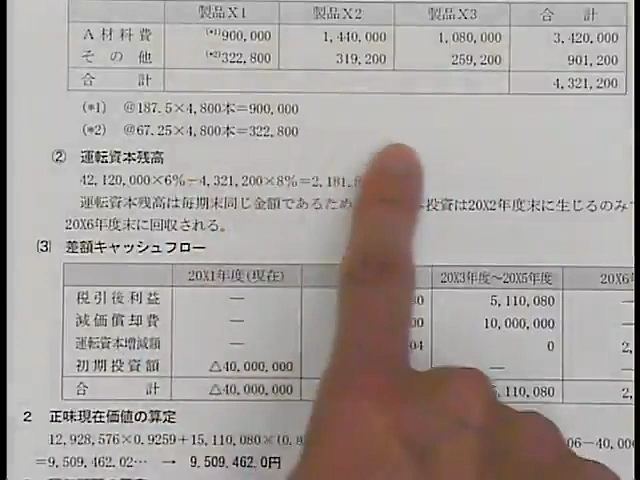 製品X1 製品X2 製品X3 合 計
A材料費 (*1)900,000 1,440,000 1,080,000 3,420,000
その他 (*2)322,800 319,200 259,200 901,200
合 計 4,321,200
(*1) @187.5×4,800本=900,000
(*2) @67.25×4,800本=322,800
② 運転資本残高
42,120,000×6%-4,321,200×8%=2,181,
運転資本残高は毎期末同じ金額であるため 投資は20X2年度末に生じるのみ
20X6年度末に回収される。
(3) 差額キャッシュフロー
20X1年度(現在) 20X3年度~20X5年度 20X6
税引後利益 — 5,110,080 —
減価償却費 — 00 10,000,000
運転資本増減額 — 04 0 2,
初期投資額 △40,000,000 —
合 計 △40,000,000 5,110,080 2,
2 正味現在価値の算定
12,928,576×0.9259+15,110,080×(0.8 06-40,00
=9,509,462.02… → 9,509,462.0円